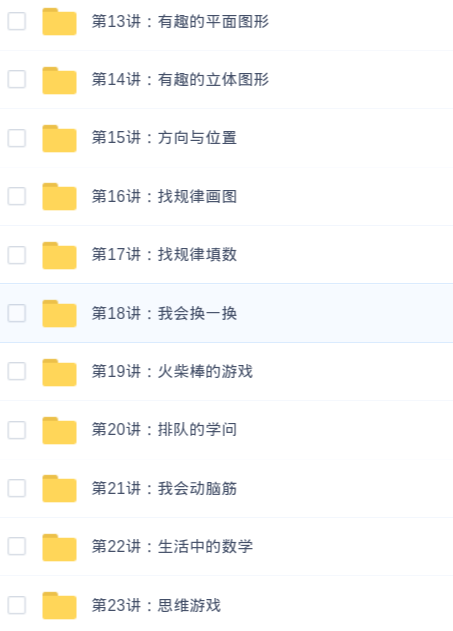 第13讲：有趣的平面图形
第14讲：有趣的立体图形
第15讲：方向与位置
第16讲：找规律画图
第17讲：找规律填数
第18讲：我会换一换
第19讲：火柴棒的游戏
第20讲：排队的学问
第21讲：我会动脑筋
第22讲：生活中的数学
第23讲：思维游戏